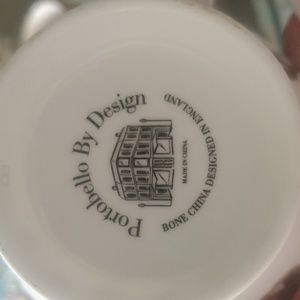 Portobello By Design
MADE IN CHINA
BONE CHINA DESIGNED IN ENGLAND